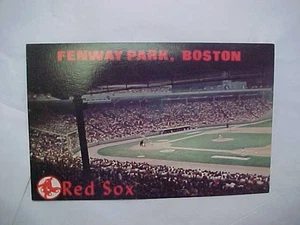 FENWAY PARK, BOSTON
Red Sox